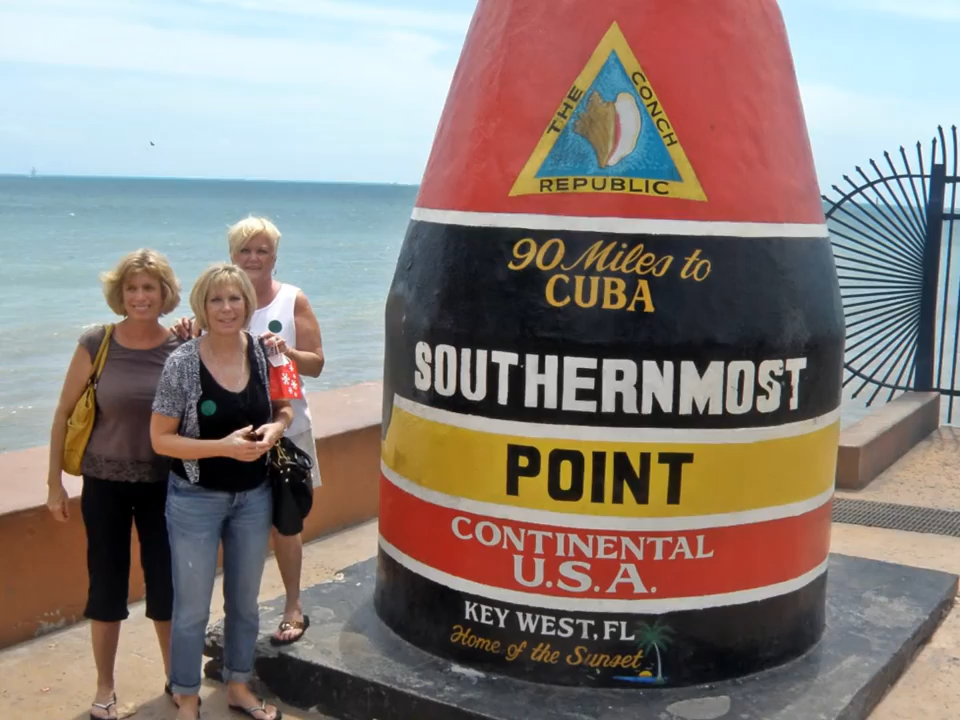 THE CONCH
REPUBLIC
90 Miles to
CUBA
SOUTHERNMOST
POINT
CONTINENTAL
U.S.A.
KEY WEST, FL
Home of the Sunset